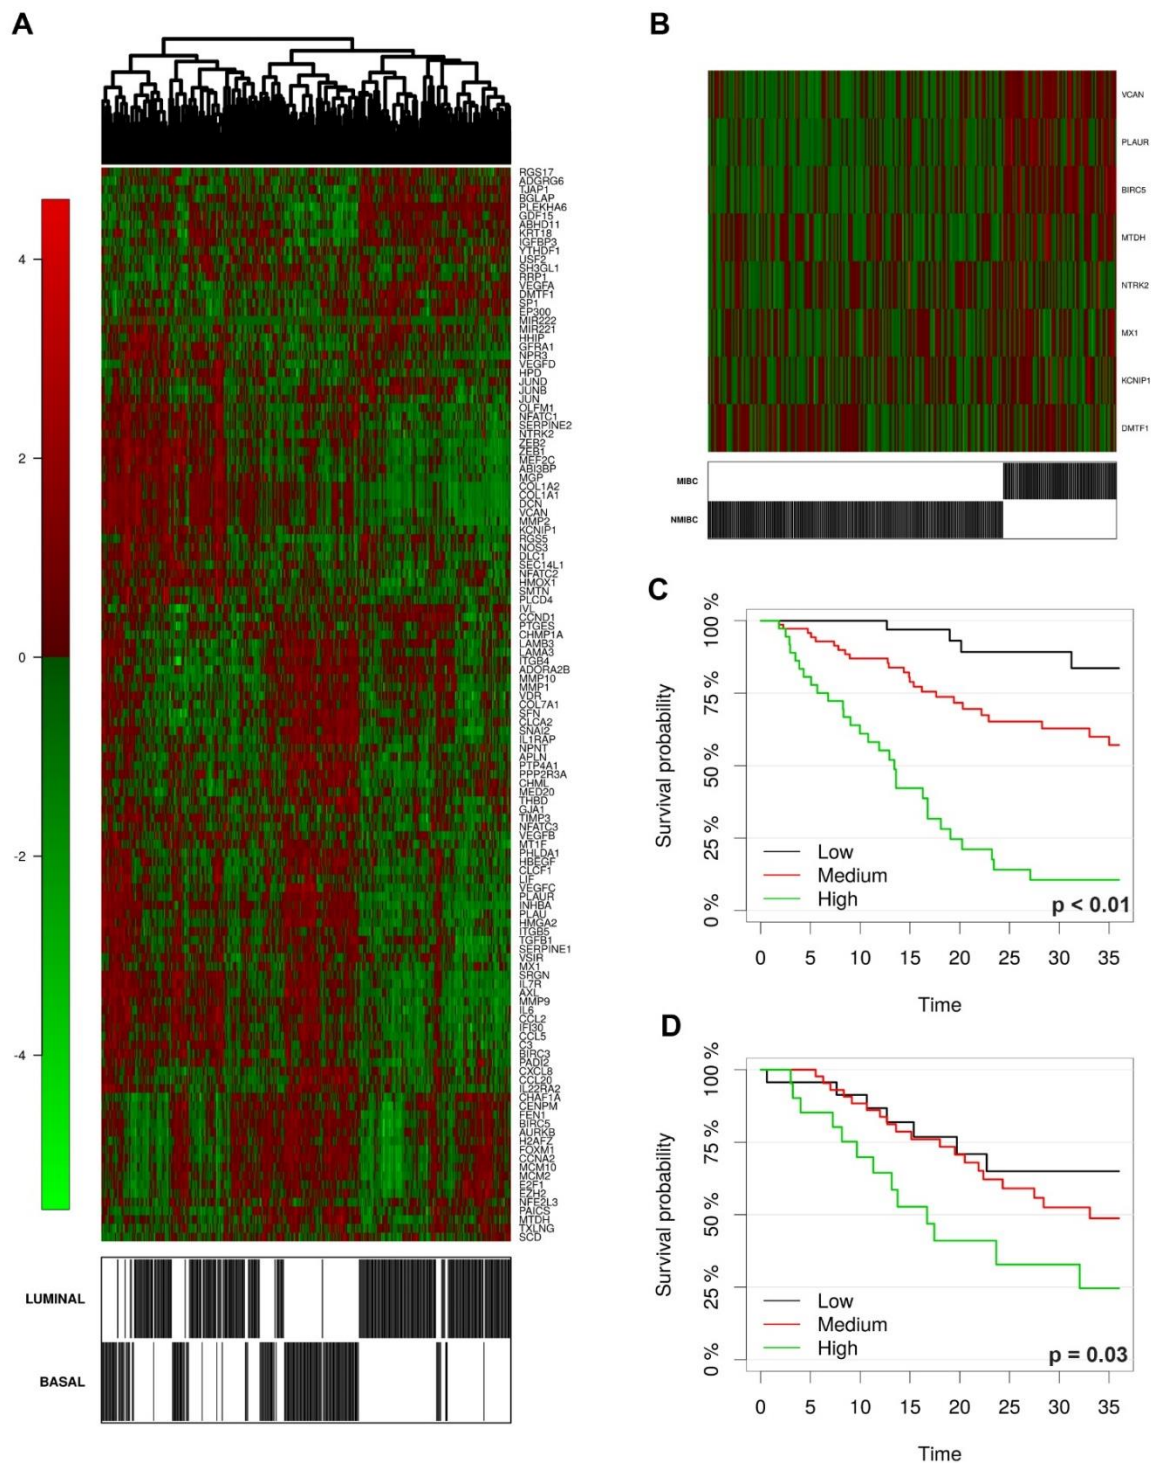 A
4
2
0
-2
-4
RGS17
ADGRG6
TJAP1
BGLAP
PLEKHA6
GDF15
ABHD11
KRT18
IGFBP3
YTHDF1
USF2
SH3GL1
RRP1
VEGFA
DMTF1
SP1
EP300
MIR222
MIR221
HHIP
GFRA1
NPR3
VEGFD
HPD
JUND
JUNB
JUN
OLFM1
NFATC1
SERPINE2
NTRK2
ZEB2
ZEB1
MEF2C
ABI3BP
MGP
COL1A2
COL1A1
DCN
VCAN
MMP2
KCNIP1
RGS5
NOS3
DLC1
SEC14L1
NFATC2
HMOX1
SMTN
PLCD4
IVL
CCND1
PTGES
CHMP1A
LAMB3
LAMA3
ITGB4
ADORA2B
MMP10
MMP1
VDR
COL7A1
SFN
CLCA2
SNAI2
IL1RAP
NPNT
APLN
PTP4A1
PPP2R3A
CHML
MED20
THBD
GJA1
TIMP3
NFATC3
VEGFB
MT1F
PHLDA1
HBEGF
CLCF1
LIF
VEGFC
PLAUR
INHBA
PLAU
HMGA2
ITGB5
TGFB1
SERPINE1
VSIR
MX1
SRGN
IL7R
AXL
MMP9
IL6
CCL2
IFI30
CCL5
C3
BIRC3
PADI2
CXCL8
CCL20
IL22RA2
CHAF1A
CENPM
FEN1
BIRC5
AURKB
H2AFZ
FOXM1
CCNA2
MCM10
MCM2
E2F1
EZH2
NFE2L3
PAICS
MTDH
TXLNG
SCD
LUMINAL
BASAL
B
VCAN
PLAUR
BIRC5
MTDH
NTRK2
MX1
KCNIP1
DMTF1
MIBC
NMIBC
C
Survival probability
100 %
75 %
50 %
25 %
0 %
Low
Medium
High
p < 0.01
0 5 10 15 20 25 30 35
Time
D
Survival probability
100 %
75 %
50 %
25 %
0 %
Low
Medium
High
p = 0.03
0 5 10 15 20 25 30 35
Time